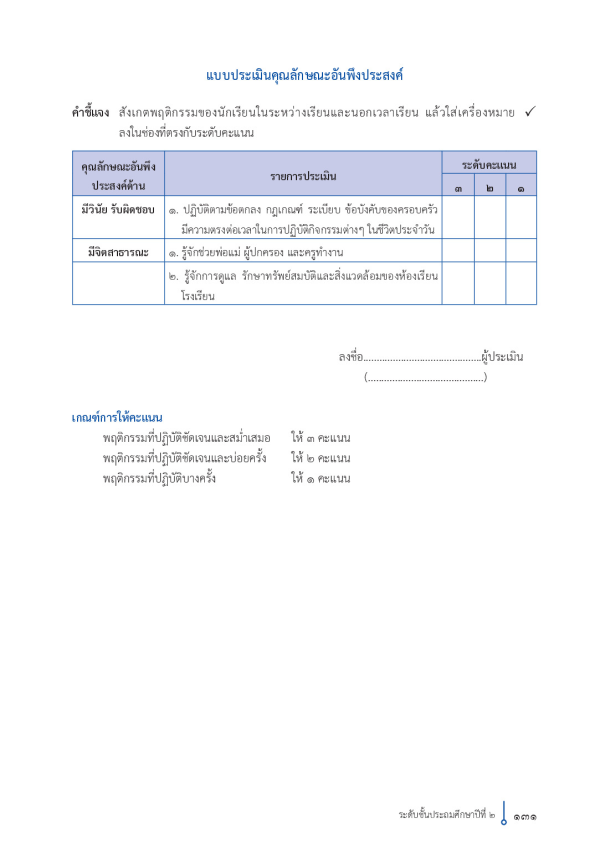 แบบประเมินคุณลักษณะอันพึงประสงค์
คำชี้แจง สังเกตพฤติกรรมของนักเรียนในระหว่างเรียนและนอกเวลาเรียน แล้วใส่เครื่องหมาย ✓
ลงในช่องที่ตรงกับระดับคะแนน
คุณลักษณะอันพึง
ประสงค์ด้าน
รายการประเมิน
ระดับคะแนน
๓ ๒ ๑
มีวินัย รับผิดชอบ ๑. ปฏิบัติตามข้อตกลง กฎเกณฑ์ ระเบียบ ข้อบังคับของครอบครัว
มีความตรงต่อเวลาในการปฏิบัติกิจกรรมต่างๆ ในชีวิตประจำวัน
มีจิตสาธารณะ ๑. รู้จักช่วยพ่อแม่ ผู้ปกครอง และครูทำงาน
๒. รู้จักการดูแล รักษาทรัพย์สมบัติและสิ่งแวดล้อมของห้องเรียน
โรงเรียน
ลงชื่อ............................................ผู้ประเมิน
(...........................................)
เกณฑ์การให้คะแนน
พฤติกรรมที่ปฏิบัติชัดเจนและสม่ำเสมอ ให้ ๓ คะแนน
พฤติกรรมที่ปฏิบัติชัดเจนและบ่อยครั้ง ให้ ๒ คะแนน
พฤติกรรมที่ปฏิบัติบางครั้ง ให้ ๑ คะแนน
ระดับชั้นประถมศึกษาปีที่ ๒ ๑๓๑